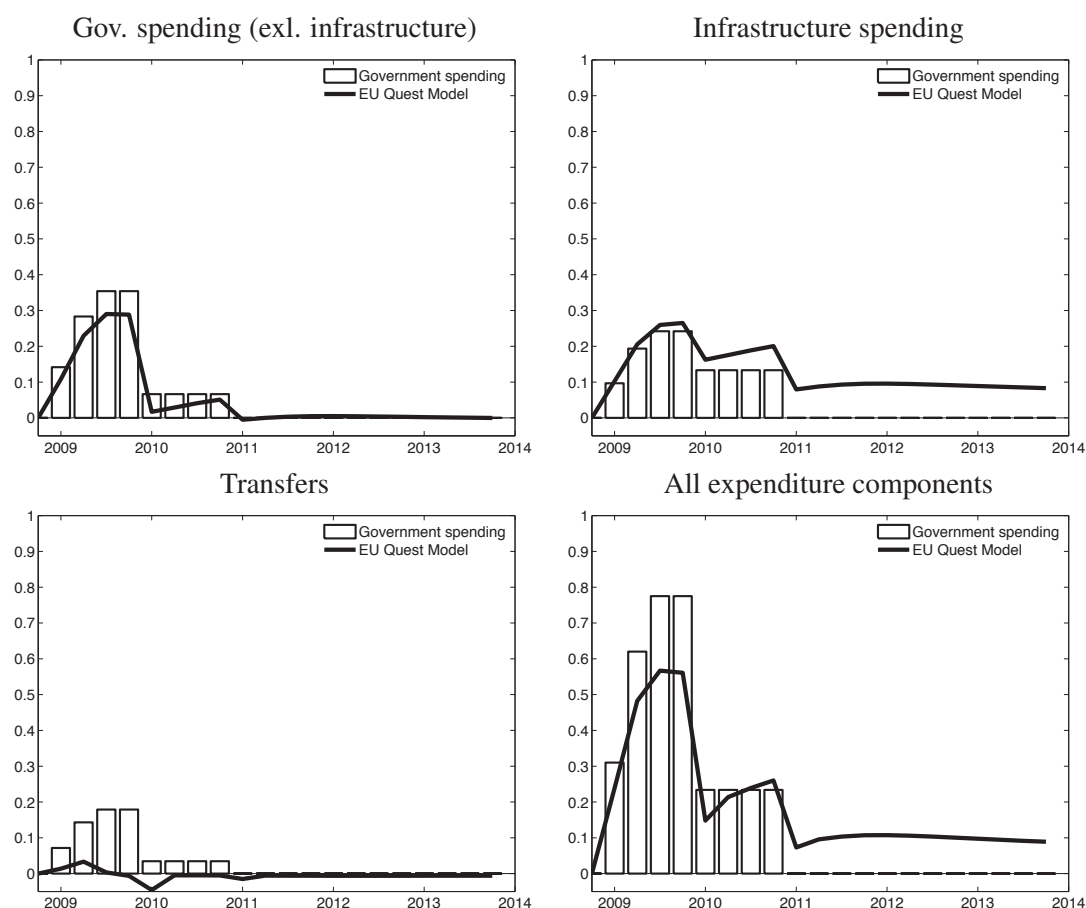 Gov. spending (exl. infrastructure)
1
0.9
0.8
0.7
0.6
0.5
0.4
0.3
0.2
0.1
0
Government spending
EU Quest Model
2009 2010 2011 2012 2013 2014
Infrastructure spending
1
0.9
0.8
0.7
0.6
0.5
0.4
0.3
0.2
0.1
0
Government spending
EU Quest Model
2009 2010 2011 2012 2013 2014
Transfers
1
0.9
0.8
0.7
0.6
0.5
0.4
0.3
0.2
0.1
0
Government spending
EU Quest Model
2009 2010 2011 2012 2013 2014
All expenditure components
1
0.9
0.8
0.7
0.6
0.5
0.4
0.3
0.2
0.1
0
Government spending
EU Quest Model
2009 2010 2011 2012 2013 2014